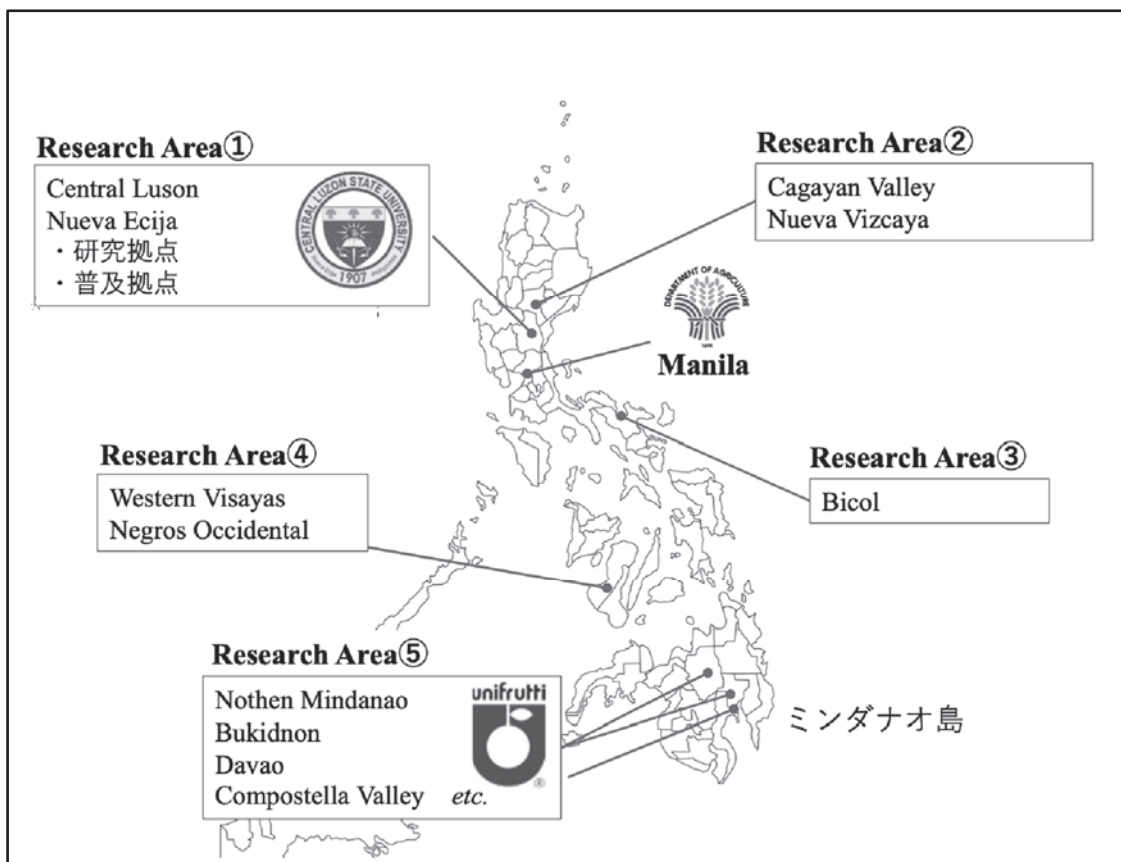 Research Area①
Central Luson
Nueva Ecija
・研究拠点
・普及拠点
CENTRAL LUZON STATE UNIVERSITY
1907
Research Area②
Cagayan Valley
Nueva Vizcaya
DEPARTMENT OF AGRICULTURE
Manila
Research Area③
Bicol
Research Area④
Western Visayas
Negros Occidental
Research Area⑤
Nothen Mindanao
Bukidnon
Davao
Compostella Valley etc.
unifrutti
®
ミンダナオ島